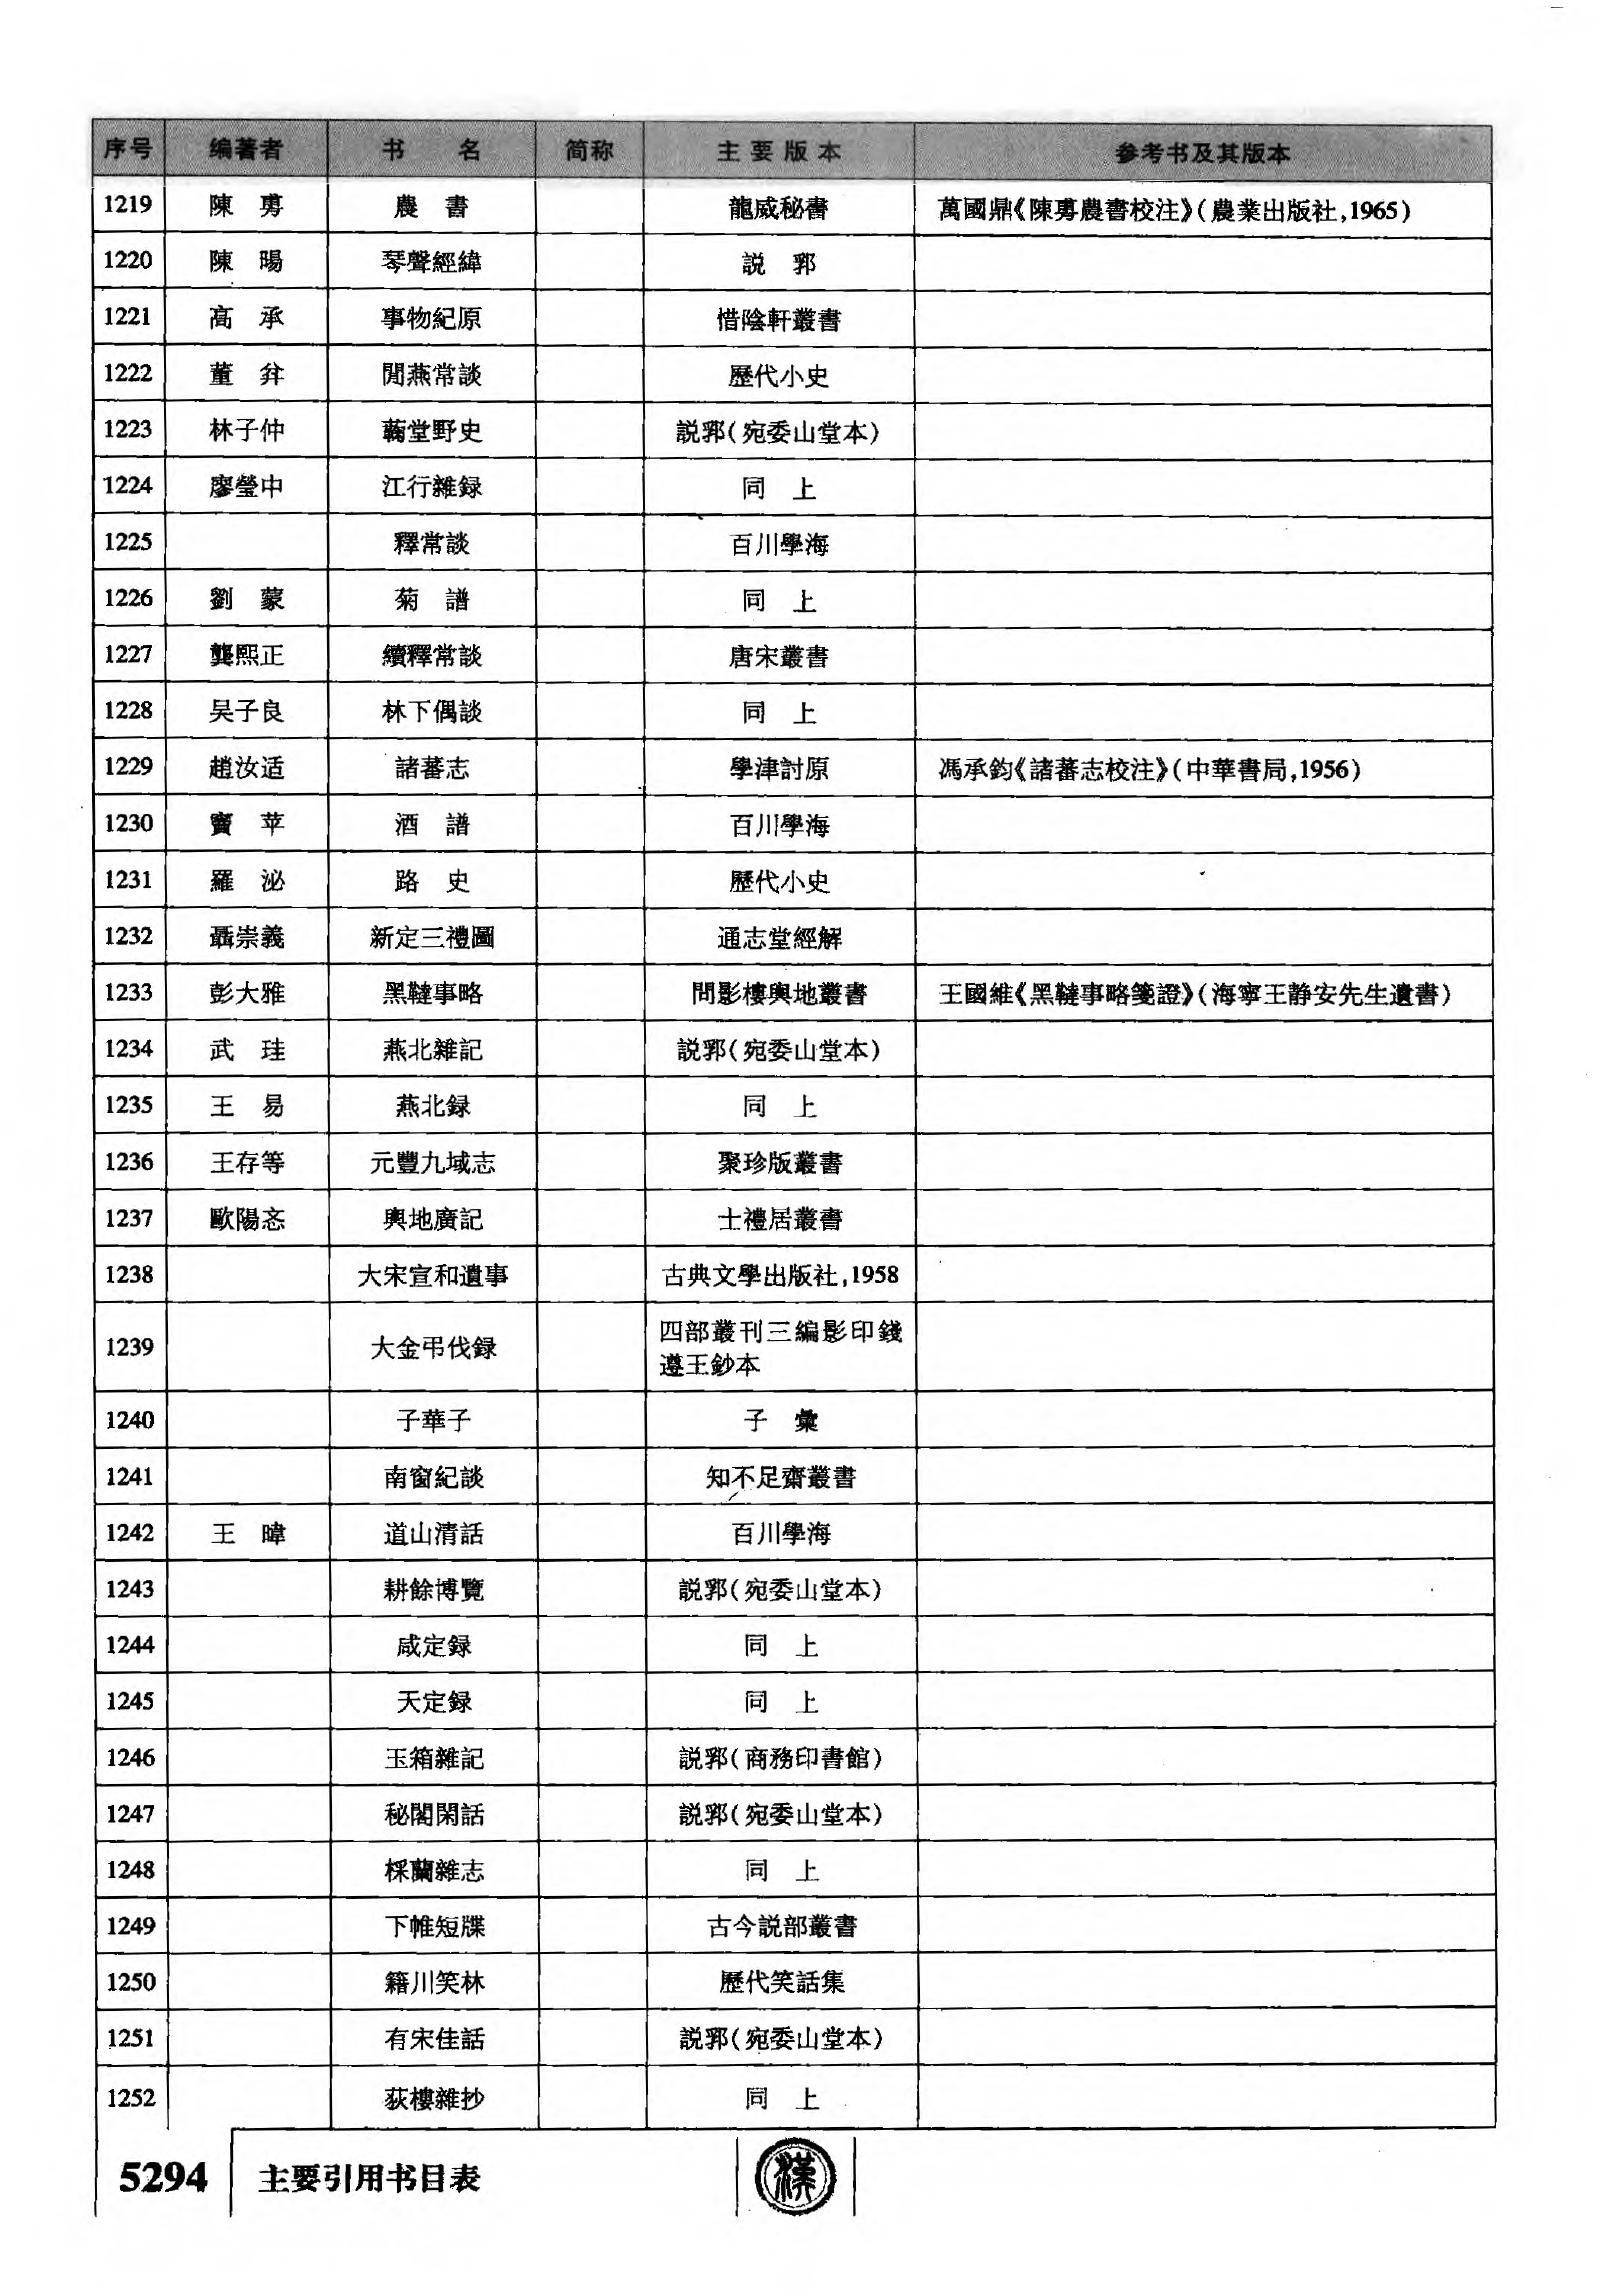 序号 编著者 书 名 简称 主要版本 参考书及其版本
1219 陳 旉 農 書 龍威秘書 萬國鼎《陳旉農書校注》(農業出版社,1965)
1220 陳 暘 琴聲經緯 説 郛
1221 高 承 事物紀原 惜陰軒叢書
1222 董 弅 閒燕常談 歷代小史
1223 林子仲 蓺堂野史 説郛(宛委山堂本)
1224 廖瑩中 江行雜録 同 上
1225 釋常談 百川學海
1226 劉 蒙 菊 譜 同 上
1227 龔熙正 續釋常談 唐宋叢書
1228 吴子良 林下偶談 同 上
1229 趙汝适 諸蕃志 學津討原 馮承鈞《諸蕃志校注》(中華書局,1956)
1230 竇 苹 酒 譜 百川學海
1231 羅 泌 路 史 歷代小史
1232 聶崇義 新定三禮圖 通志堂經解
1233 彭大雅 黑韃事略 問影樓輿地叢書 王國維《黑韃事略箋證》(海寧王静安先生遺書)
1234 武 珪 燕北雜記 説郛(宛委山堂本)
1235 王 易 燕北録 同 上
1236 王存等 元豐九域志 聚珍版叢書
1237 歐陽忞 輿地廣記 士禮居叢書
1238 大宋宣和遺事 古典文學出版社,1958
1239 大金弔伐録 四部叢刊三編影印錢
遵王鈔本
1240 子華子 子 彙
1241 南窗紀談 知不足齋叢書
1242 王 暐 道山清話 百川學海
1243 耕餘博覽 説郛(宛委山堂本)
1244 咸定録 同 上
1245 天定録 同 上
1246 玉箱雜記 説郛(商務印書館)
1247 秘閣閑話 説郛(宛委山堂本)
1248 採蘭雜志 同 上
1249 下帷短牒 古今説部叢書
1250 籍川笑林 歷代笑話集
1251 有宋佳話 説郛(宛委山堂本)
1252 荻樓雜抄 同 上
5294 主要引用书目表 漢